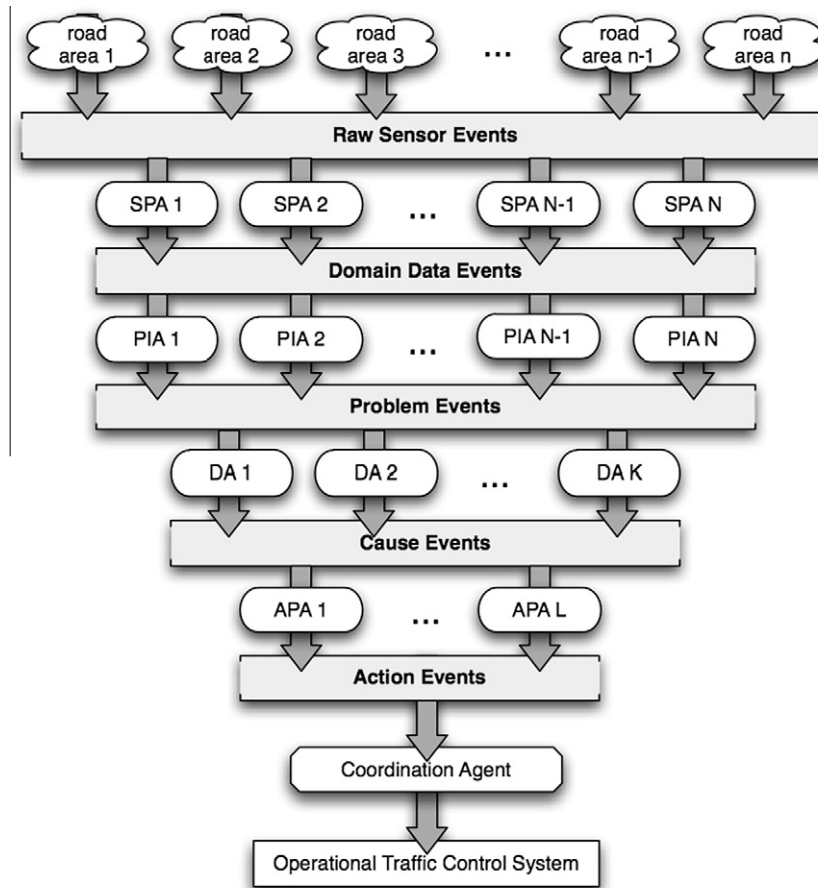 road area 1 road area 2 road area 3 ... road area n-1 road area n
Raw Sensor Events
SPA 1 SPA 2 ... SPA N-1 SPA N
Domain Data Events
PIA 1 PIA 2 ... PIA N-1 PIA N
Problem Events
DA 1 DA 2 ... DA K
Cause Events
APA 1 ... APA L
Action Events
Coordination Agent
Operational Traffic Control System